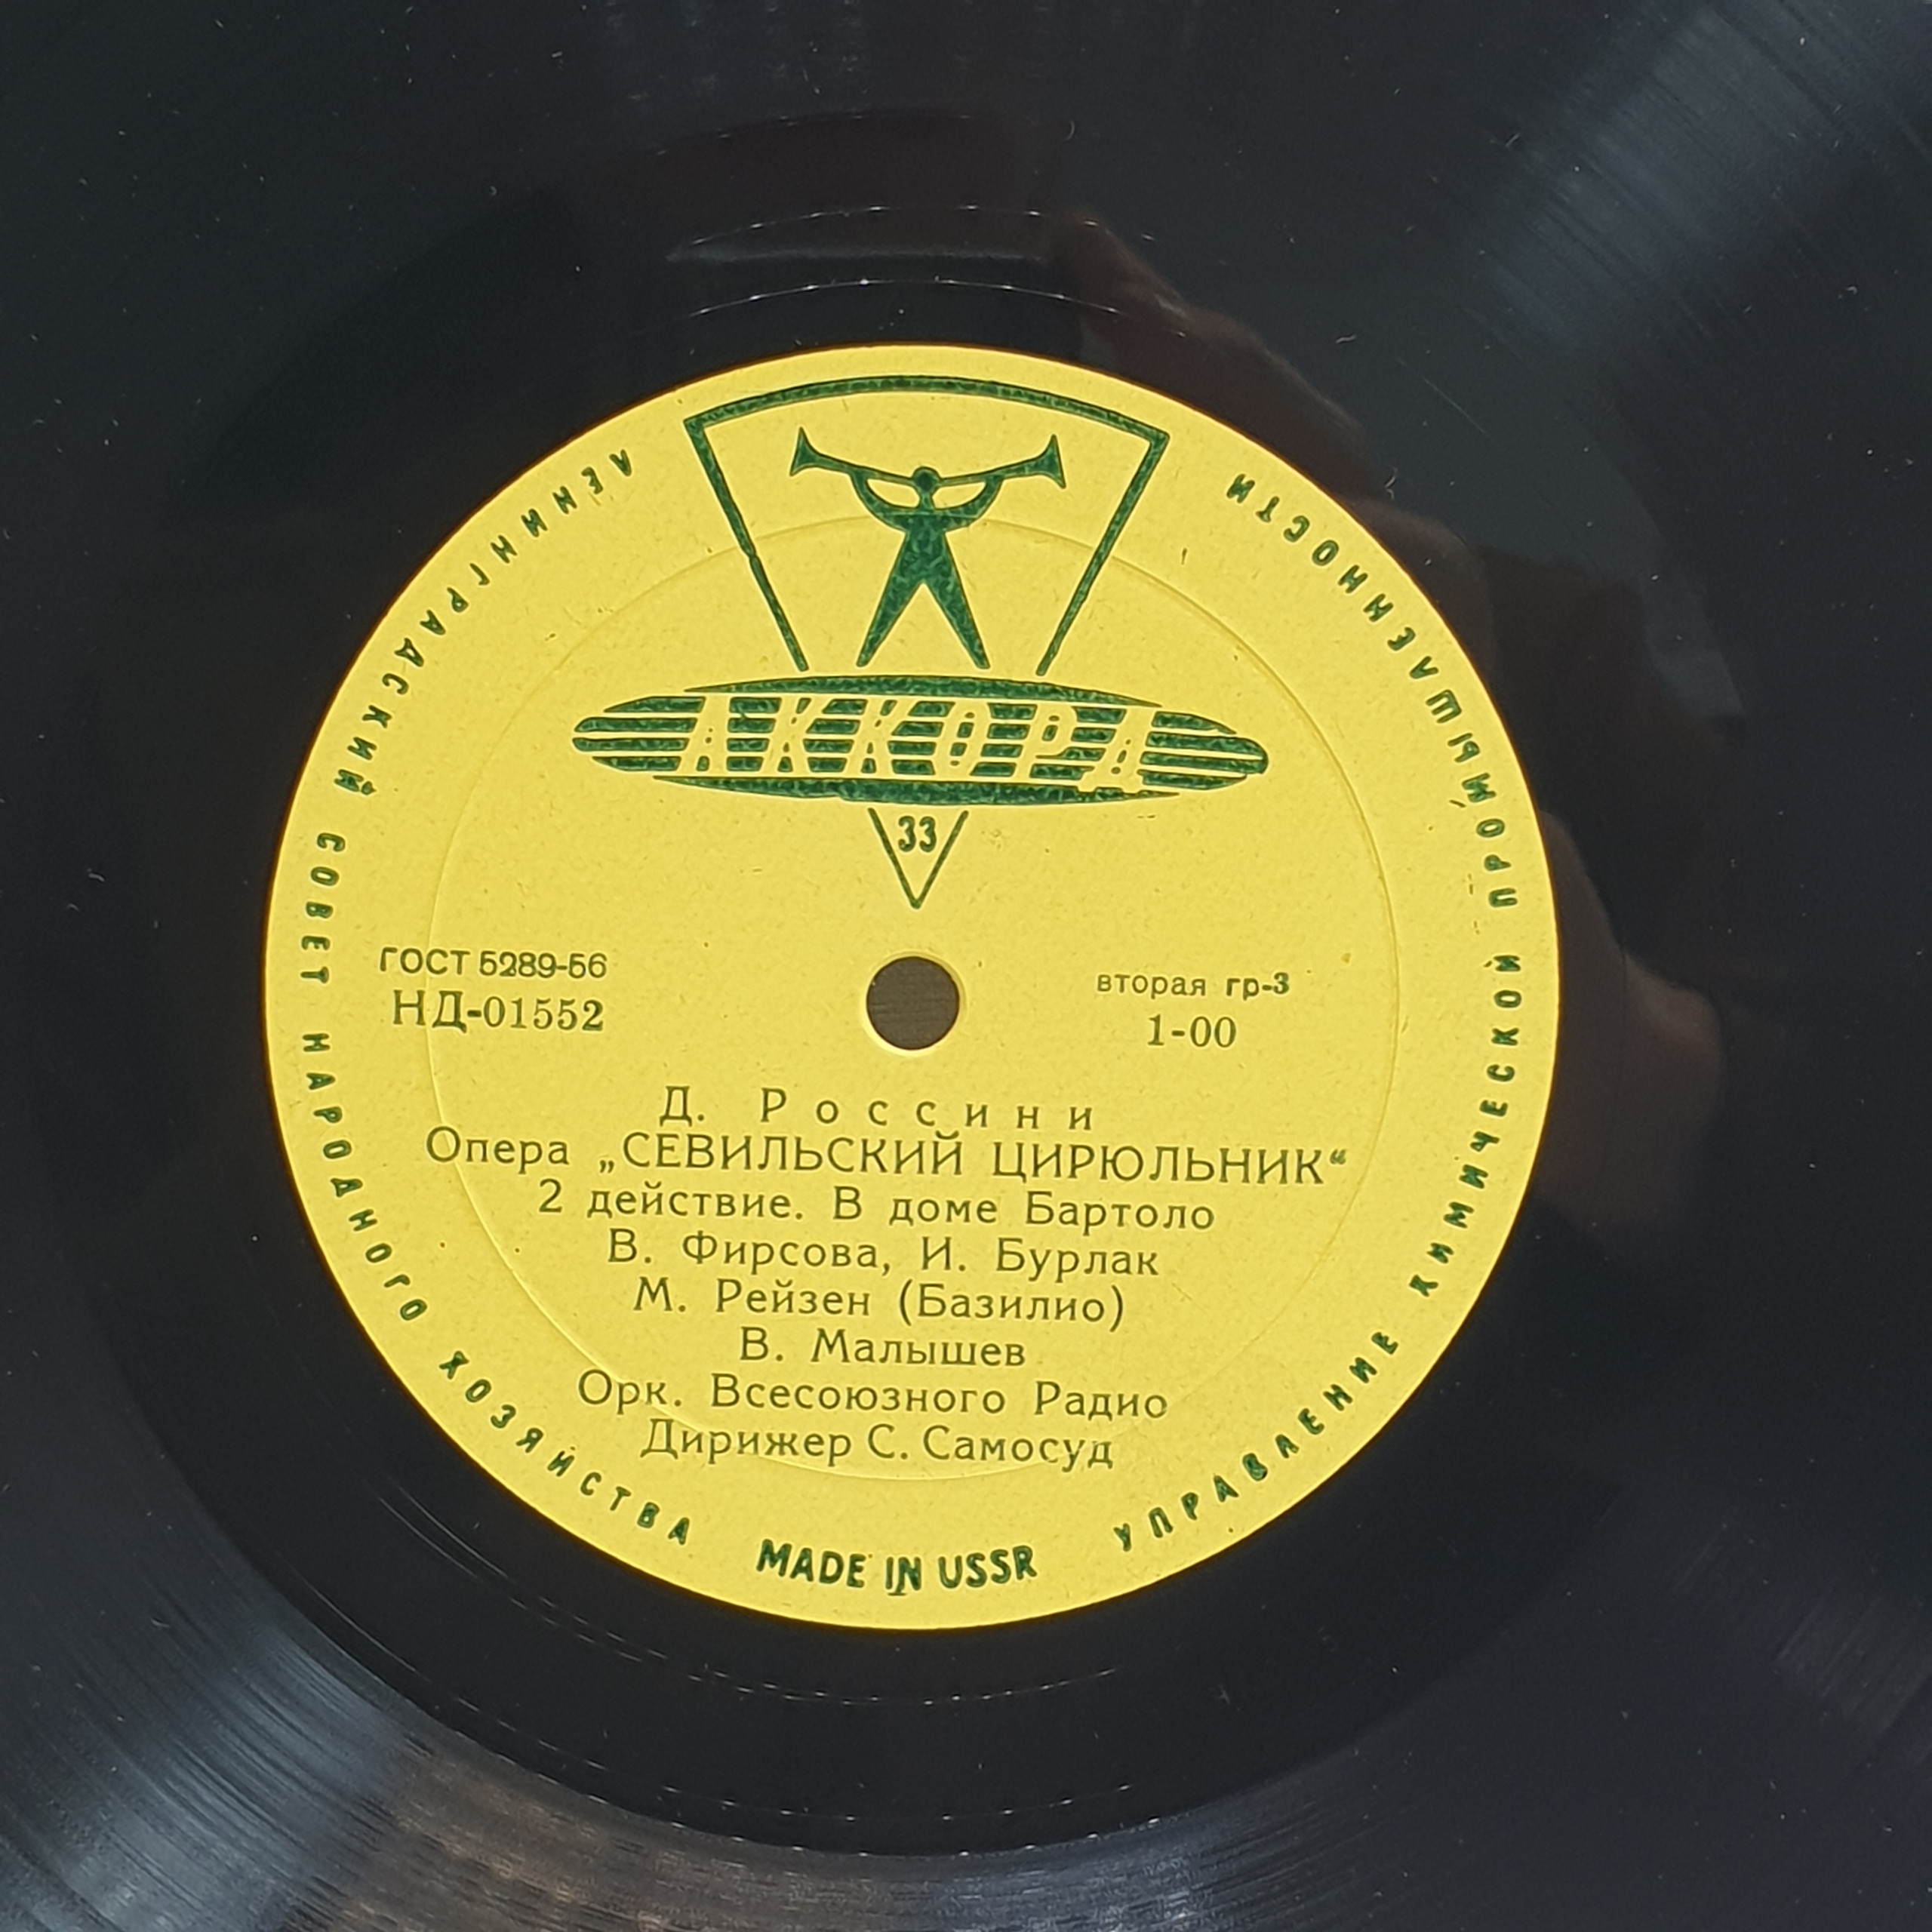 ЛЕНИНГРАДСКИЙ СОВЕТ НАРОДНОГО ХОЗЯЙСТВА
УПРАВЛЕНИЕ ХИМИЧЕСКОЙ ПРОМЫШЛЕННОСТИ
АККОРД
33
ГОСТ 5289-56
НД-01552
вторая гр-3
1-00
Д. Россини
Опера „СЕВИЛЬСКИЙ ЦИРЮЛЬНИК“
2 действие. В доме Бартоло
В. Фирсова, И. Бурлак
М. Рейзен (Базилио)
В. Малышев
Орк. Всесоюзного Радио
Дирижер С. Самосуд
MADE IN USSR